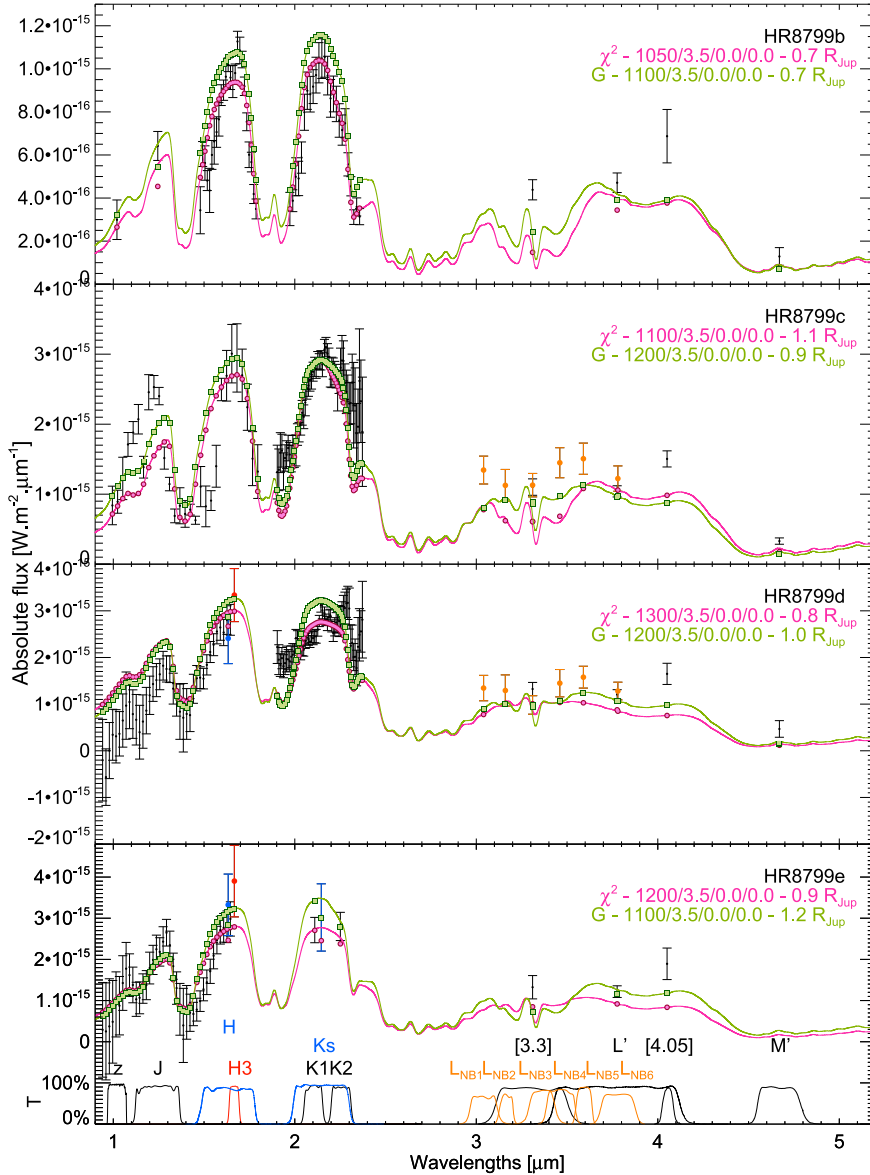 HR8799b
χ² - 1050/3.5/0.0/0.0 - 0.7 R_Jup
G - 1100/3.5/0.0/0.0 - 0.7 R_Jup
1.2•10⁻¹⁵
1.0•10⁻¹⁵
8.0•10⁻¹⁶
6.0•10⁻¹⁶
4.0•10⁻¹⁶
2.0•10⁻¹⁶
0
HR8799c
χ² - 1100/3.5/0.0/0.0 - 1.1 R_Jup
G - 1200/3.5/0.0/0.0 - 0.9 R_Jup
4•10⁻¹⁵
3•10⁻¹⁵
2•10⁻¹⁵
1•10⁻¹⁵
0
Absolute flux [W.m⁻².µm⁻¹]
HR8799d
χ² - 1300/3.5/0.0/0.0 - 0.8 R_Jup
G - 1200/3.5/0.0/0.0 - 1.0 R_Jup
4•10⁻¹⁵
3•10⁻¹⁵
2•10⁻¹⁵
1•10⁻¹⁵
0
-1•10⁻¹⁵
-2•10⁻¹⁵
HR8799e
χ² - 1200/3.5/0.0/0.0 - 0.9 R_Jup
G - 1100/3.5/0.0/0.0 - 1.2 R_Jup
4•10⁻¹⁵
3•10⁻¹⁵
2•10⁻¹⁵
1•10⁻¹⁵
0
H Ks [3.3] L' [4.05] M'
z J H3 K1K2 L_NB1 L_NB2 L_NB3 L_NB4 L_NB5 L_NB6
T
100%
0%
1 2 3 4 5
Wavelengths [µm]